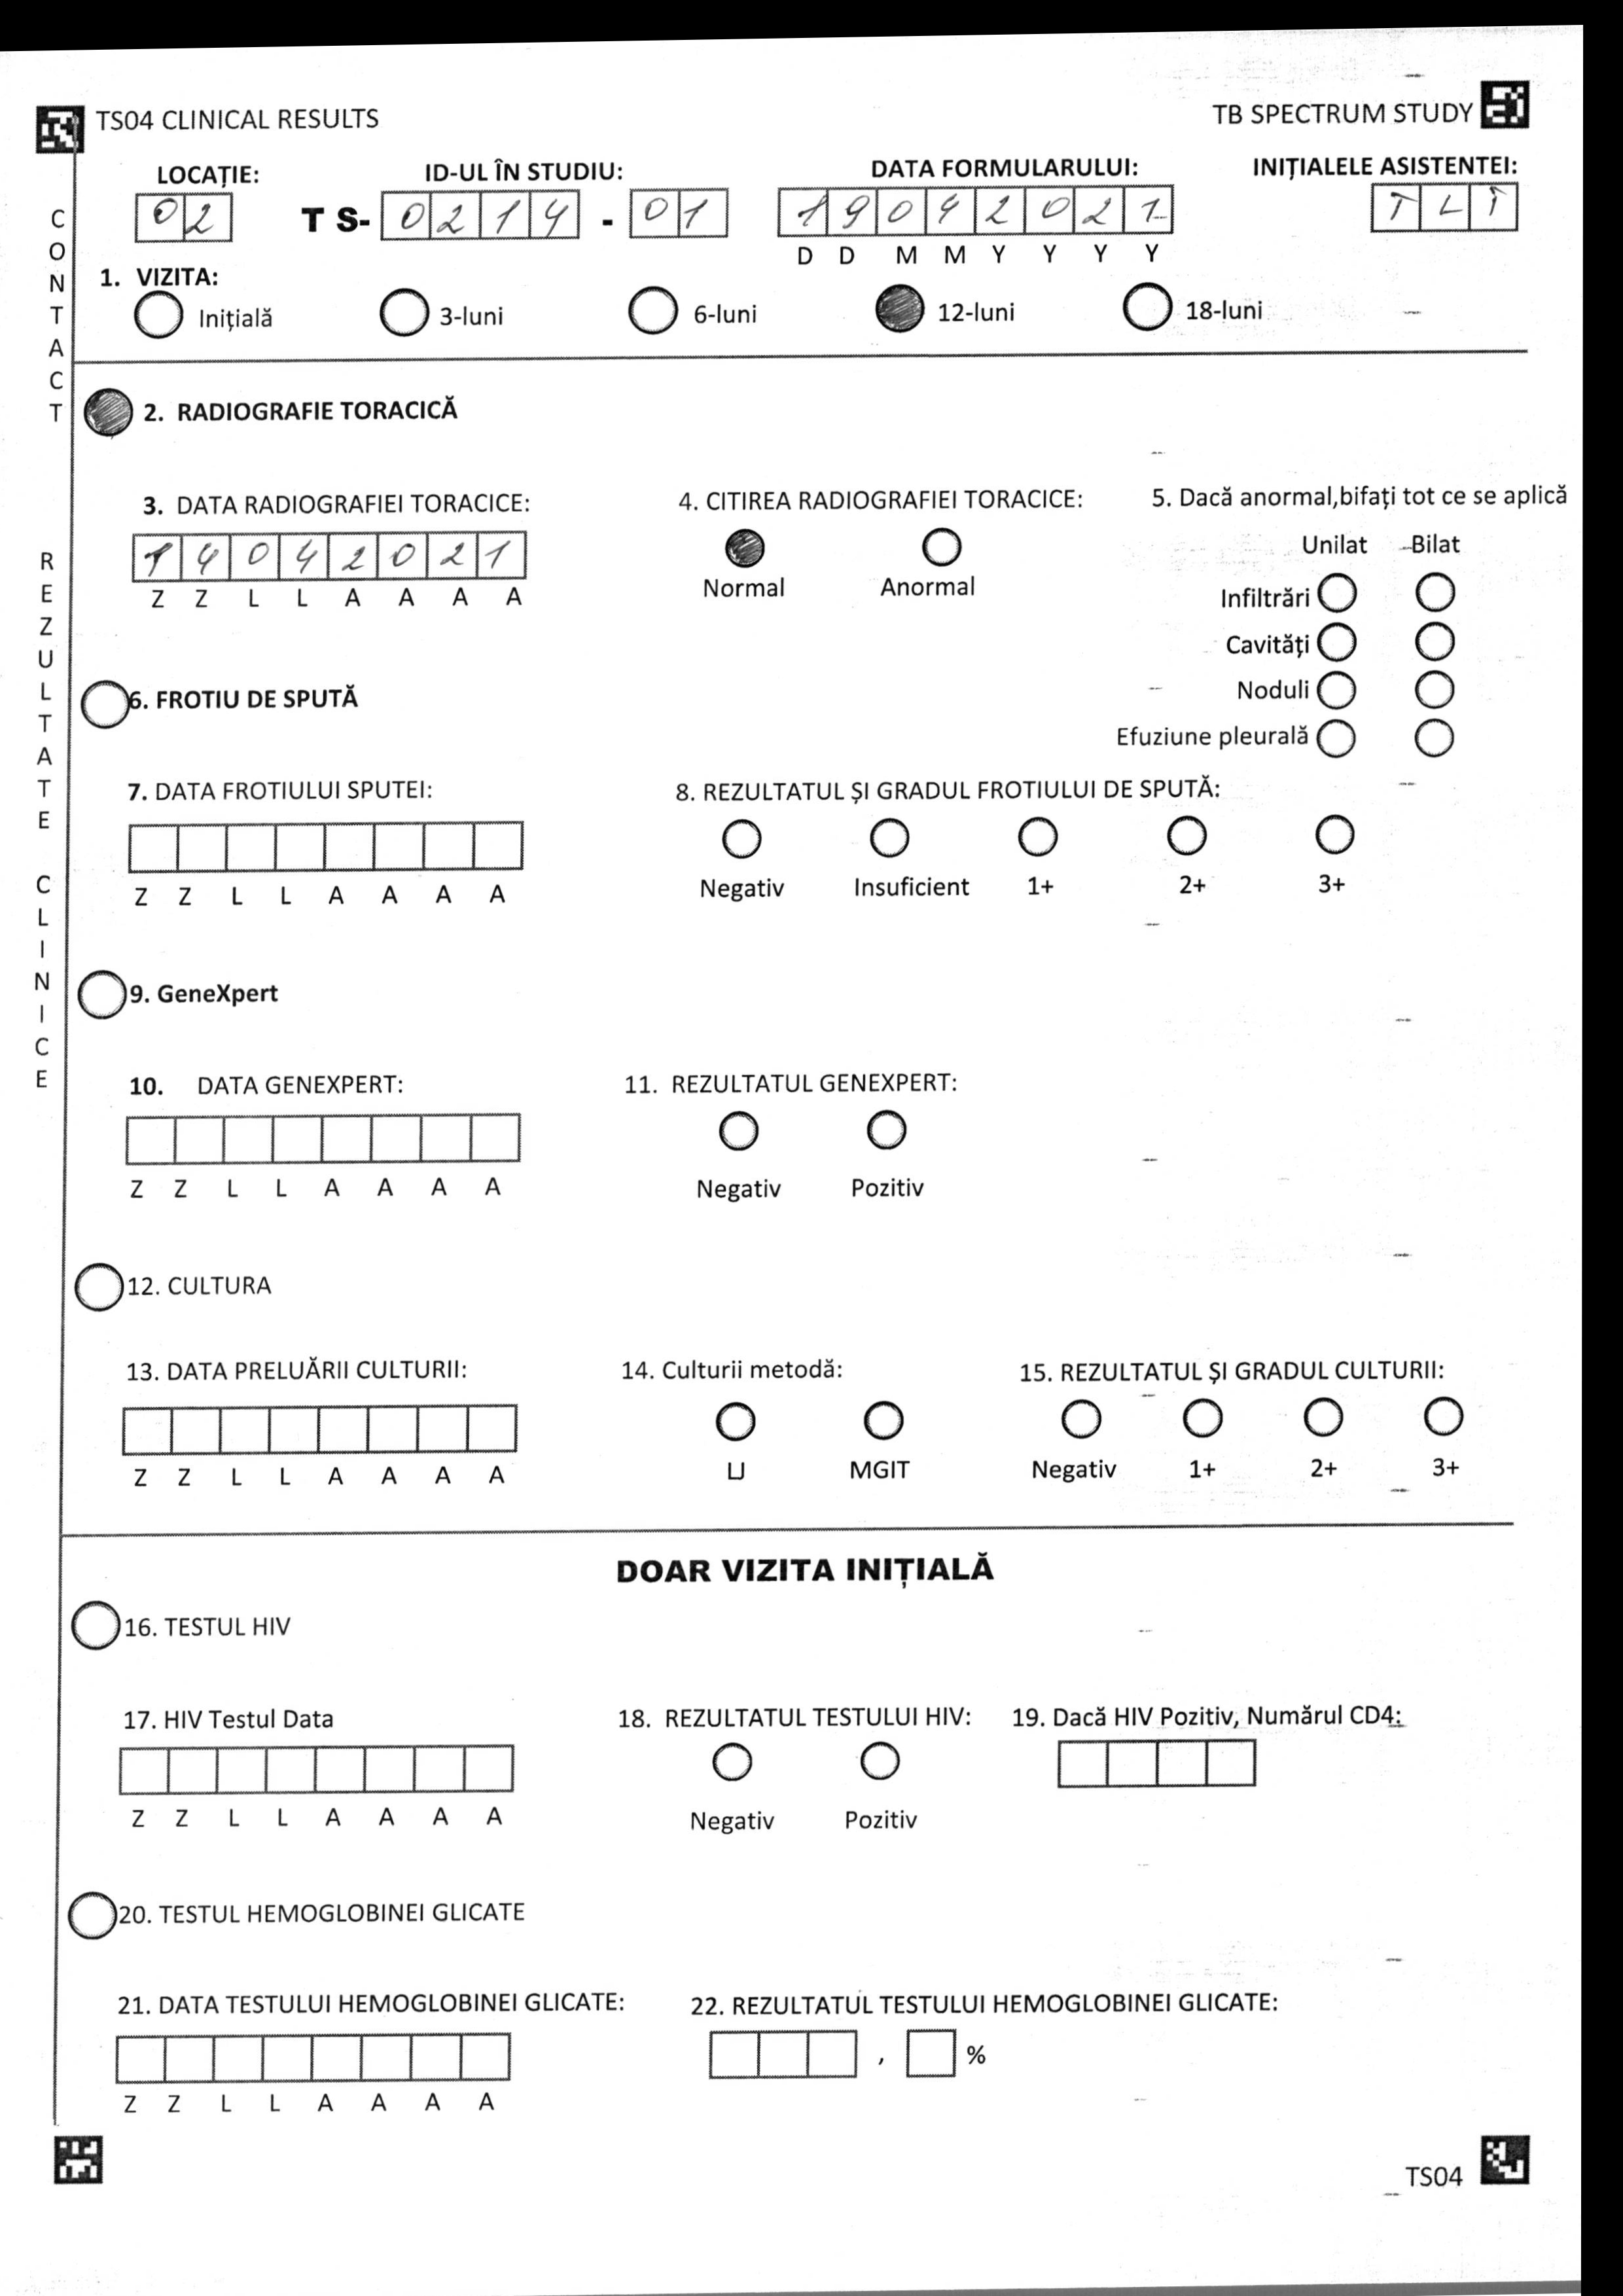 TS04 CLINICAL RESULTS TB SPECTRUM STUDY
LOCAȚIE: ID-UL ÎN STUDIU: DATA FORMULARULUI: INIȚIALELE ASISTENTEI:
02 T S- 0214 - 01 19042021 TLT
D D M M Y Y Y Y
1. VIZITA:
Inițială 3-luni 6-luni 12-luni 18-luni
CONTACT REZULTATE CLINICE
2. RADIOGRAFIE TORACICĂ
3. DATA RADIOGRAFIEI TORACICE: 4. CITIREA RADIOGRAFIEI TORACICE: 5. Dacă anormal,bifați tot ce se aplică
14042021
Z Z L L A A A A
Normal Anormal
Unilat Bilat
Infiltrări
Cavități
Noduli
Efuziune pleurală
6. FROTIU DE SPUTĂ
7. DATA FROTIULUI SPUTEI: 8. REZULTATUL ȘI GRADUL FROTIULUI DE SPUTĂ:
Z Z L L A A A A Negativ Insuficient 1+ 2+ 3+
9. GeneXpert
10. DATA GENEXPERT: 11. REZULTATUL GENEXPERT:
Z Z L L A A A A Negativ Pozitiv
12. CULTURA
13. DATA PRELUĂRII CULTURII: 14. Culturii metodă: 15. REZULTATUL ȘI GRADUL CULTURII:
Z Z L L A A A A LJ MGIT Negativ 1+ 2+ 3+
DOAR VIZITA INIȚIALĂ
16. TESTUL HIV
17. HIV Testul Data 18. REZULTATUL TESTULUI HIV: 19. Dacă HIV Pozitiv, Numărul CD4:
Z Z L L A A A A Negativ Pozitiv
20. TESTUL HEMOGLOBINEI GLICATE
21. DATA TESTULUI HEMOGLOBINEI GLICATE: 22. REZULTATUL TESTULUI HEMOGLOBINEI GLICATE:
, %
Z Z L L A A A A
TS04